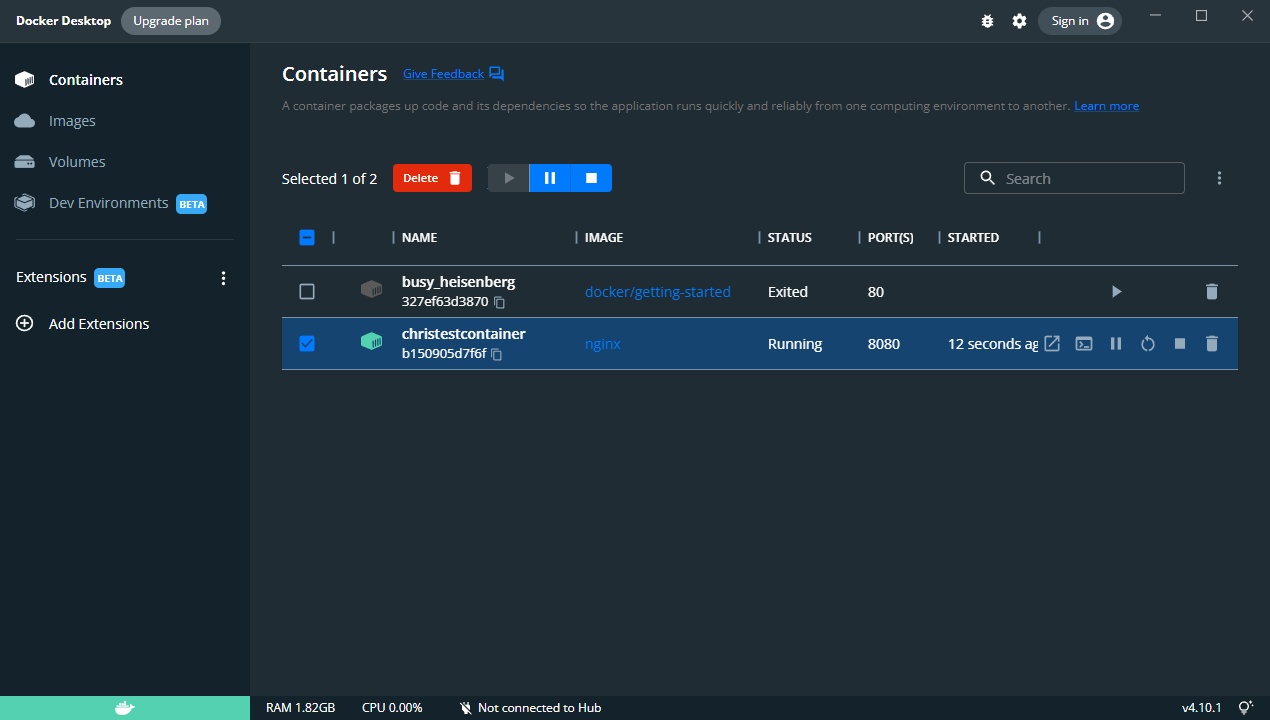 Docker Desktop Upgrade plan Sign in
Containers
Images
Volumes
Dev Environments BETA
Extensions BETA
Add Extensions
Containers Give Feedback
A container packages up code and its dependencies so the application runs quickly and reliably from one computing environment to another. Learn more
Selected 1 of 2 Delete Search
NAME IMAGE STATUS PORT(S) STARTED
busy_heisenberg
327ef63d3870 docker/getting-started Exited 80
christestcontainer
b150905d7f6f nginx Running 8080 12 seconds ag
RAM 1.82GB CPU 0.00% Not connected to Hub v4.10.1